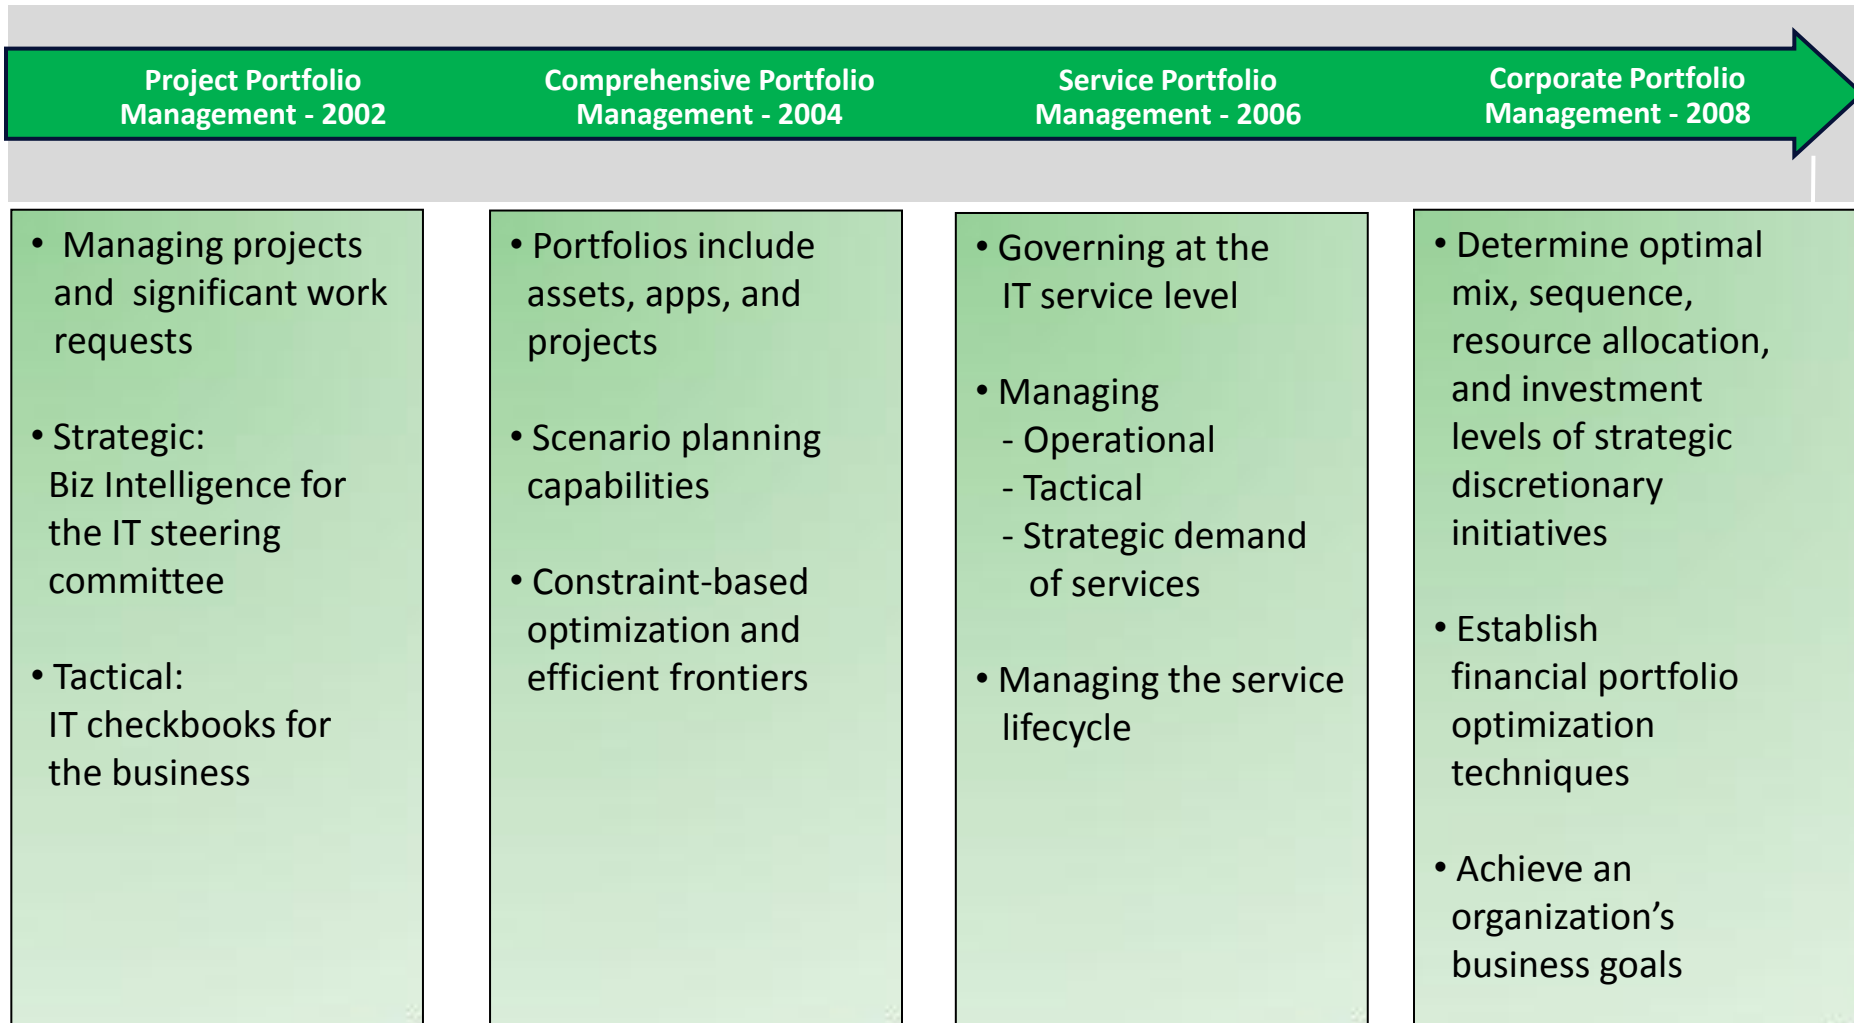 Project Portfolio
Management - 2002
Comprehensive Portfolio
Management - 2004
Service Portfolio
Management - 2006
Corporate Portfolio
Management - 2008
• Managing projects
and significant work
requests
• Strategic:
Biz Intelligence for
the IT steering
committee
• Tactical:
IT checkbooks for
the business
• Portfolios include
assets, apps, and
projects
• Scenario planning
capabilities
• Constraint-based
optimization and
efficient frontiers
• Governing at the
IT service level
• Managing
- Operational
- Tactical
- Strategic demand
of services
• Managing the service
lifecycle
• Determine optimal
mix, sequence,
resource allocation,
and investment
levels of strategic
discretionary
initiatives
• Establish
financial portfolio
optimization
techniques
• Achieve an
organization’s
business goals